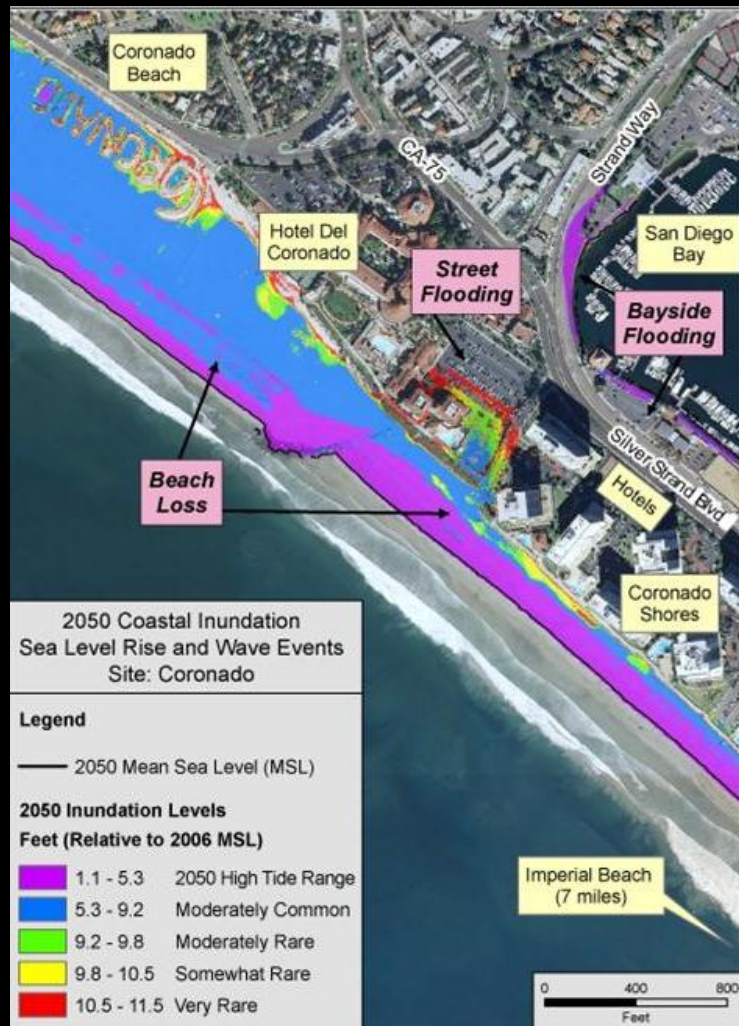 Coronado
Beach
CA-75
Strand Way
Hotel Del
Coronado
Street
Flooding
San Diego
Bay
Bayside
Flooding
Beach
Loss
Silver Strand Blvd
Hotels
Coronado
Shores
2050 Coastal Inundation
Sea Level Rise and Wave Events
Site: Coronado
Legend
2050 Mean Sea Level (MSL)
2050 Inundation Levels
Feet (Relative to 2006 MSL)
1.1 - 5.3 2050 High Tide Range
5.3 - 9.2 Moderately Common
9.2 - 9.8 Moderately Rare
9.8 - 10.5 Somewhat Rare
10.5 - 11.5 Very Rare
Imperial Beach
(7 miles)
0 400 800
Feet
CORONADO